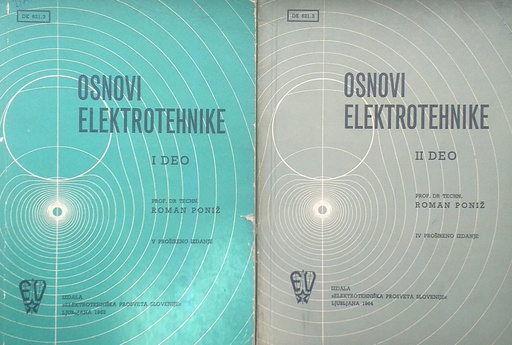 DE 621.3
OSNOVI
ELEKTROTEHNIKE
I DEO
PROF. DR TECHN.
ROMAN PONIŽ
V PROŠIRENO IZDANJE
IZDALA
»ELEKTROTEHNIŠKA PROSVETA SLOVENIJE«
LJUBLJANA 1963
DE 621.3
OSNOVI
ELEKTROTEHNIKE
II DEO
PROF. DR TECHN.
ROMAN PONIŽ
IV PROŠIRENO IZDANJE
IZDALA
»ELEKTROTEHNIŠKA PROSVETA SLOVENIJE«
LJUBLJANA 1964